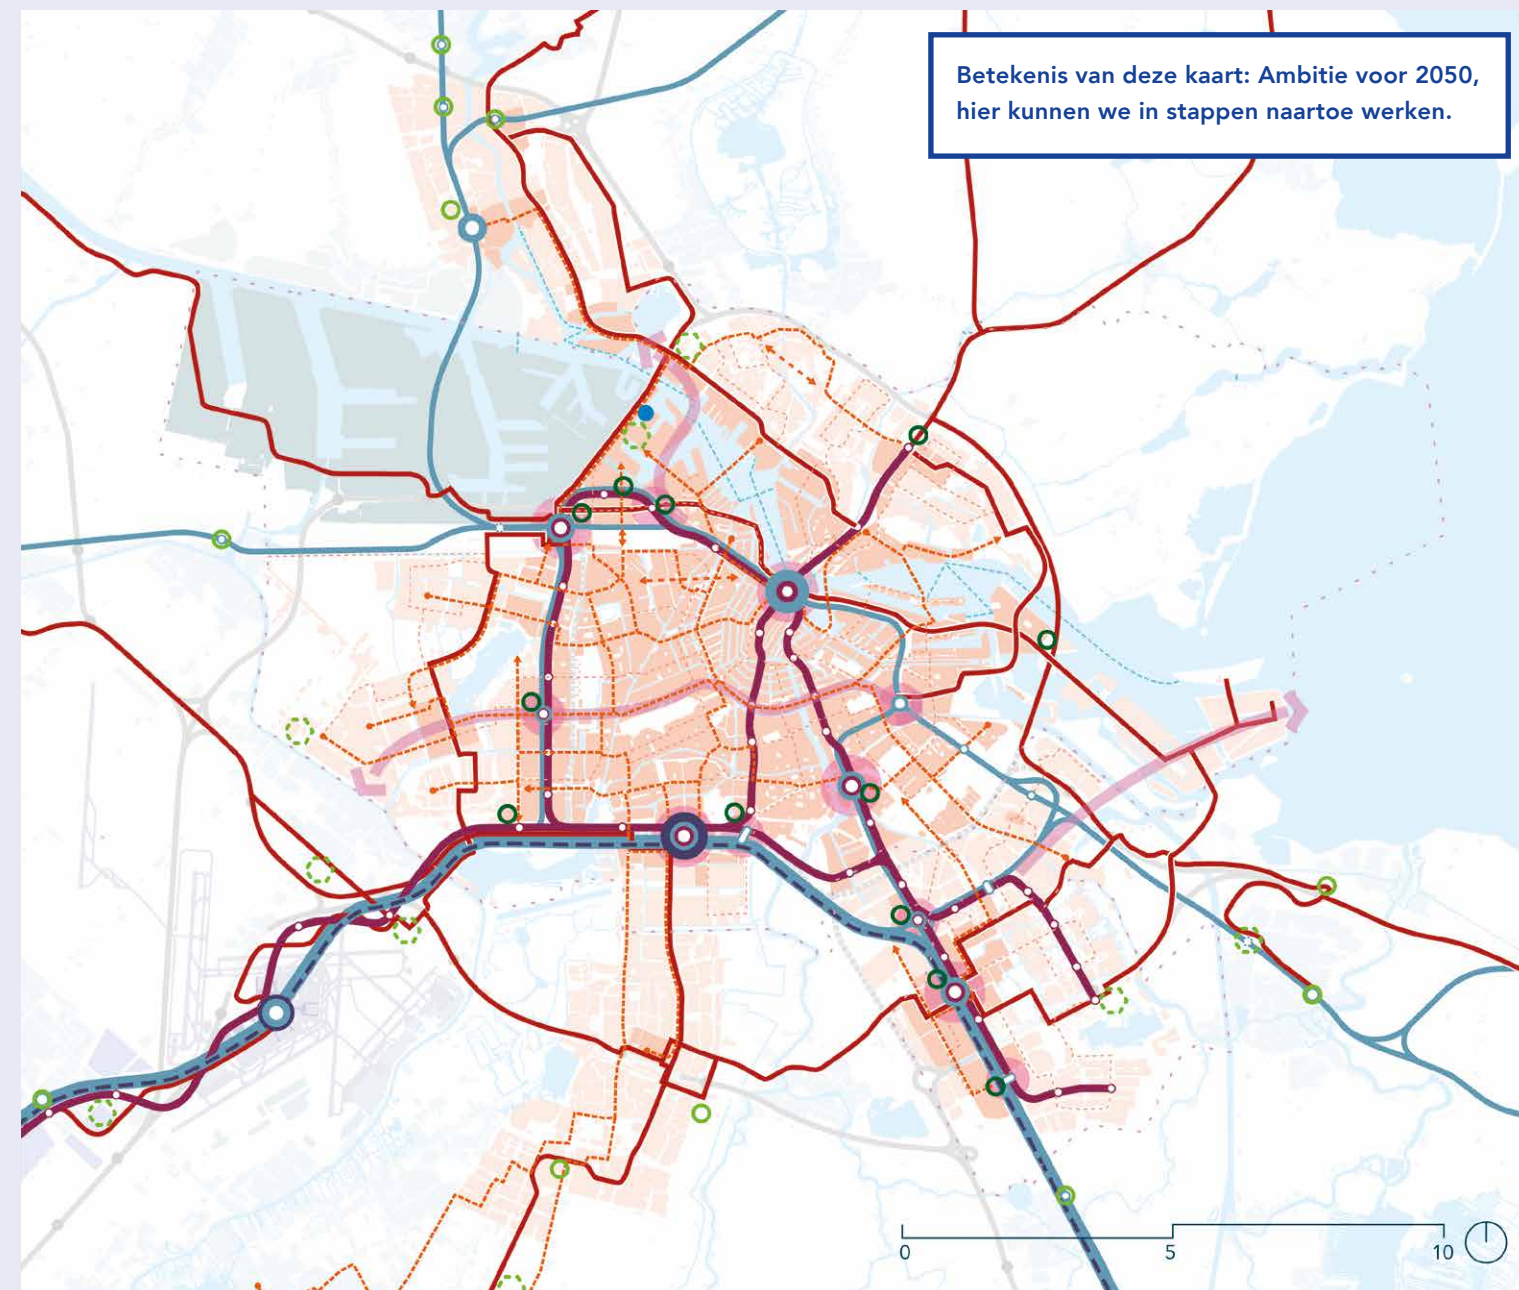 Betekenis van deze kaart: Ambitie voor 2050,
hier kunnen we in stappen naartoe werken.
0 5 10